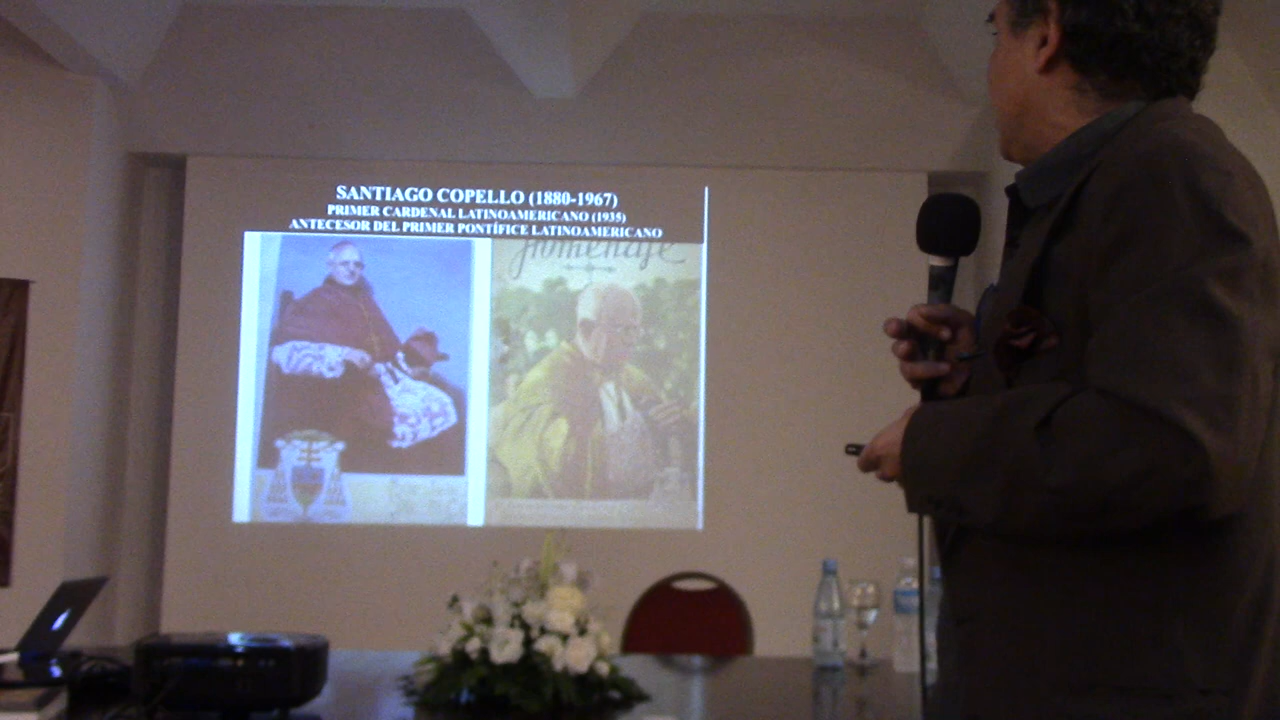 SANTIAGO COPELLO (1880-1967)
PRIMER CARDENAL LATINOAMERICANO (1935)
ANTECESOR DEL PRIMER PONTÍFICE LATINOAMERICANO
Homenaje